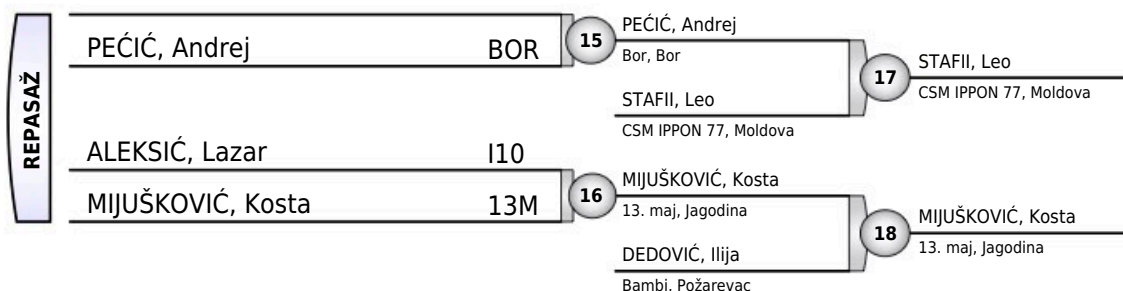 REPASAŽ
PEĆIĆ, Andrej BOR
15
PEĆIĆ, Andrej
Bor, Bor
STAFII, Leo
CSM IPPON 77, Moldova
17
STAFII, Leo
CSM IPPON 77, Moldova
ALEKSIĆ, Lazar I10
MIJUŠKOVIĆ, Kosta 13M
16
MIJUŠKOVIĆ, Kosta
13. maj, Jagodina
DEDOVIĆ, Ilija
Bambi, Požarevac
18
MIJUŠKOVIĆ, Kosta
13. maj, Jagodina